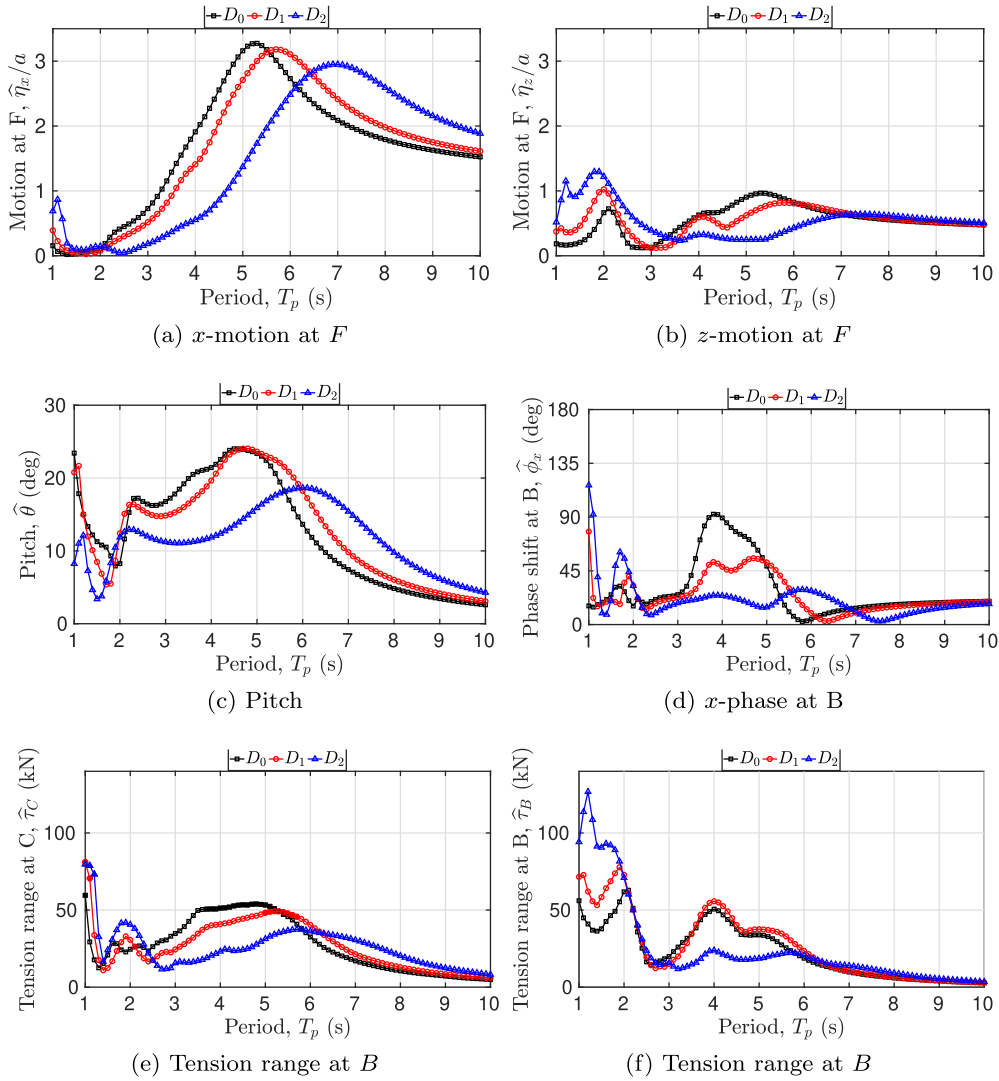 D0 D1 D2
Motion at F, η̂x/a
3
2
1
0
1 2 3 4 5 6 7 8 9 10
Period, Tp (s)
(a) x-motion at F
D0 D1 D2
Motion at F, η̂z/a
3
2
1
0
1 2 3 4 5 6 7 8 9 10
Period, Tp (s)
(b) z-motion at F
D0 D1 D2
Pitch, θ̂ (deg)
30
20
10
0
1 2 3 4 5 6 7 8 9 10
Period, Tp (s)
(c) Pitch
D0 D1 D2
Phase shift at B, ϕ̂x (deg)
180
135
90
45
0
1 2 3 4 5 6 7 8 9 10
Period, Tp (s)
(d) x-phase at B
D0 D1 D2
Tension range at C, τ̂C (kN)
100
50
0
1 2 3 4 5 6 7 8 9 10
Period, Tp (s)
(e) Tension range at B
D0 D1 D2
Tension range at B, τ̂B (kN)
100
50
0
1 2 3 4 5 6 7 8 9 10
Period, Tp (s)
(f) Tension range at B